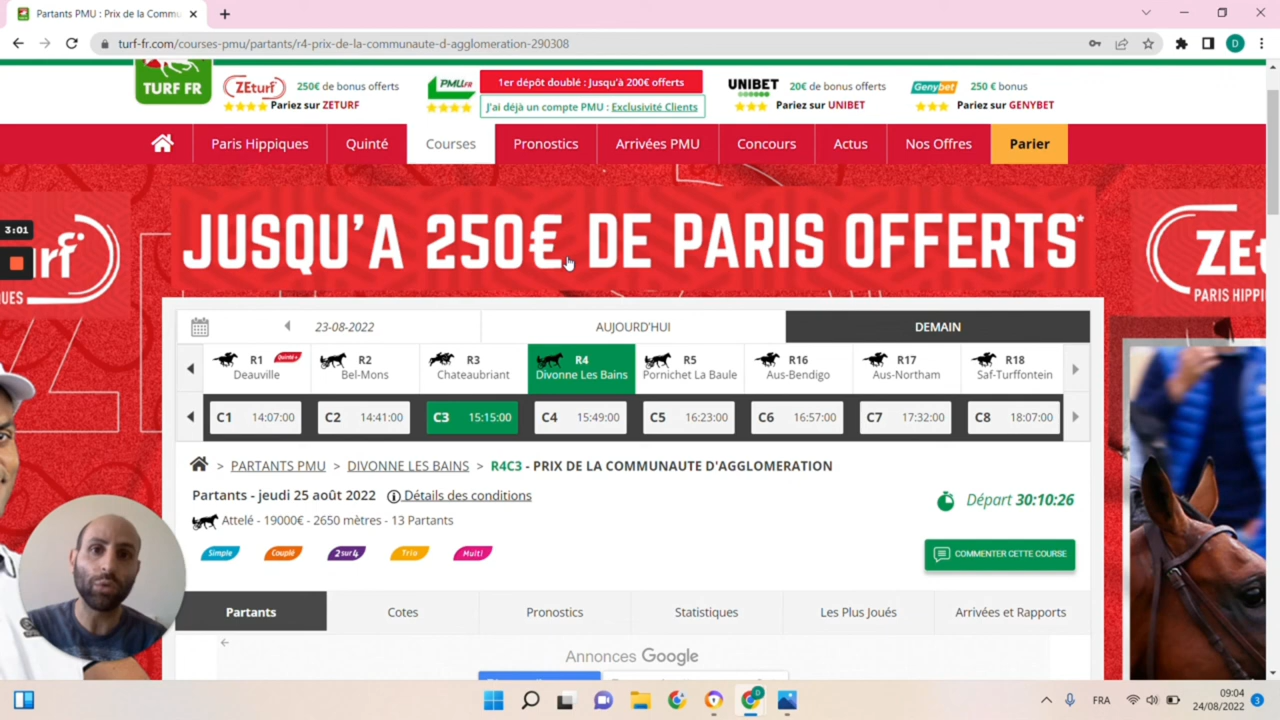 Partants PMU : Prix de la Commu
turf-fr.com/courses-pmu/partants/r4-prix-de-la-communaute-d-agglomeration-290308
D
TURF FR
ZEturf
250€ de bonus offerts
Pariez sur ZETURF
PMU.FR
1er dépôt doublé : Jusqu'à 200€ offerts
J'ai déjà un compte PMU : Exclusivité Clients
UNIBET
20€ de bonus offerts
Pariez sur UNIBET
Genybet
250 € bonus
Pariez sur GENYBET
Paris Hippiques
Quinté
Courses
Pronostics
Arrivées PMU
Concours
Actus
Nos Offres
Parier
JUSQU'A 250€ DE PARIS OFFERTS*
3:01
rf
QUES
ZEt
PARIS HIPPI
23-08-2022
AUJOURD'HUI
DEMAIN
R1 Quinté+
Deauville
R2
Bel-Mons
R3
Chateaubriant
R4
Divonne Les Bains
R5
Pornichet La Baule
R16
Aus-Bendigo
R17
Aus-Northam
R18
Saf-Turffontein
C1 14:07:00
C2 14:41:00
C3 15:15:00
C4 15:49:00
C5 16:23:00
C6 16:57:00
C7 17:32:00
C8 18:07:00
> PARTANTS PMU > DIVONNE LES BAINS > R4C3 - PRIX DE LA COMMUNAUTE D'AGGLOMERATION
Partants - jeudi 25 août 2022 Détails des conditions
Départ 30:10:26
Attelé - 19000€ - 2650 mètres - 13 Partants
Simple
Couplé
2sur4
Trio
Multi
COMMENTER CETTE COURSE
Partants
Cotes
Pronostics
Statistiques
Les Plus Joués
Arrivées et Rapports
Annonces Google
FRA
09:04
24/08/2022
3